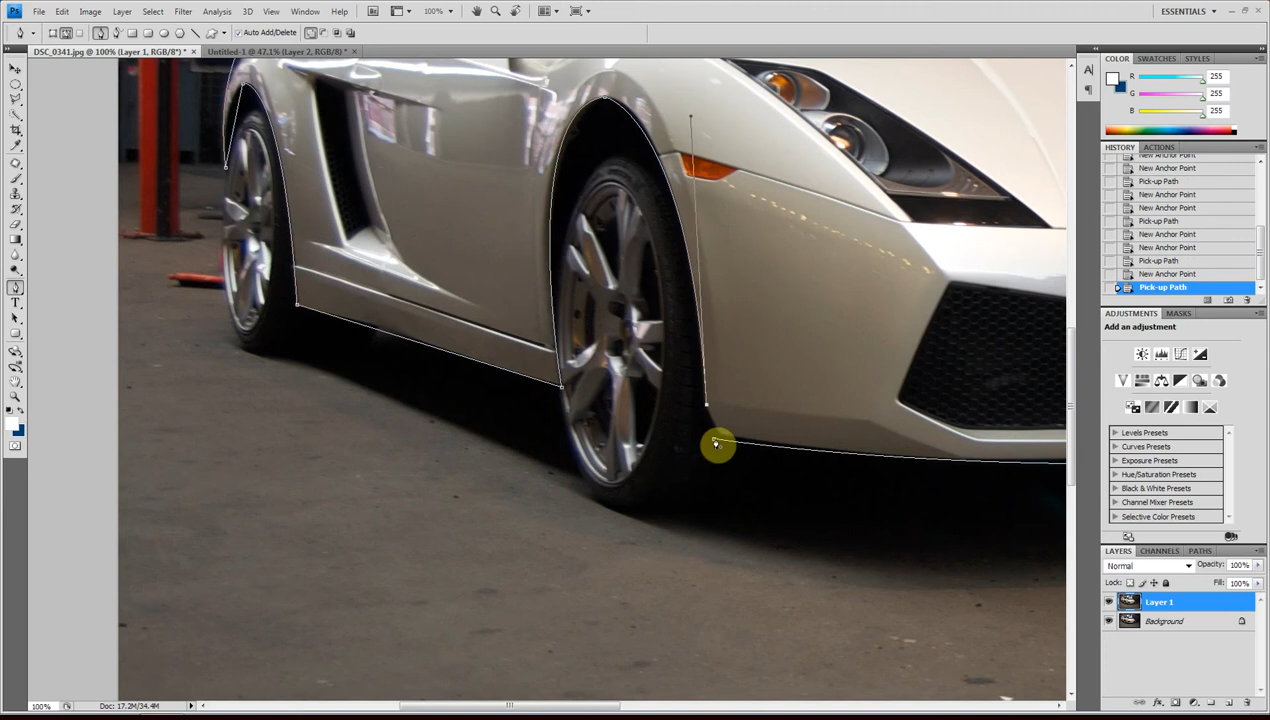 Ps File Edit Image Layer Select Filter Analysis 3D View Window Help 100% ESSENTIALS
Auto Add/Delete
DSC_0341.jpg @ 100% (Layer 1, RGB/8*) * × Untitled-1 @ 47.1% (Layer 2, RGB/8) * ×
COLOR SWATCHES STYLES
R 255
G 255
B 255
HISTORY ACTIONS
New Anchor Point
New Anchor Point
Pick-up Path
New Anchor Point
New Anchor Point
Pick-up Path
New Anchor Point
New Anchor Point
Pick-up Path
New Anchor Point
Pick-up Path
ADJUSTMENTS MASKS
Add an adjustment
Levels Presets
Curves Presets
Exposure Presets
Hue/Saturation Presets
Black & White Presets
Channel Mixer Presets
Selective Color Presets
LAYERS CHANNELS PATHS
Normal Opacity: 100%
Lock: Fill: 100%
Layer 1
Background
100% Doc: 17.2M/34.4M